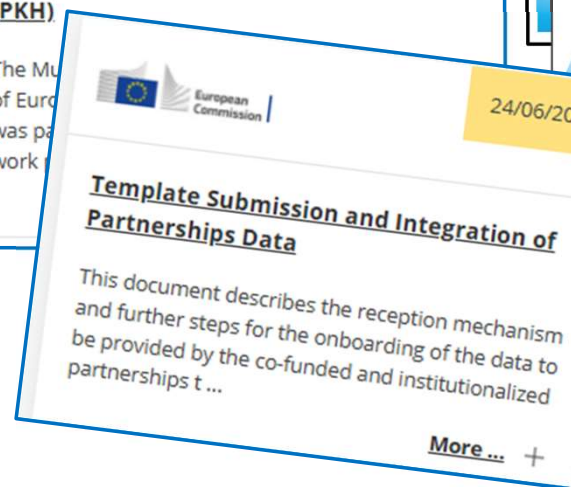 PKH)
The Mu
of Euro
was pa
work
European
Commission
24/06/20
Template Submission and Integration of
Partnerships Data
This document describes the reception mechanism
and further steps for the onboarding of the data to
be provided by the co-funded and institutionalized
partnerships t ...
More ... +